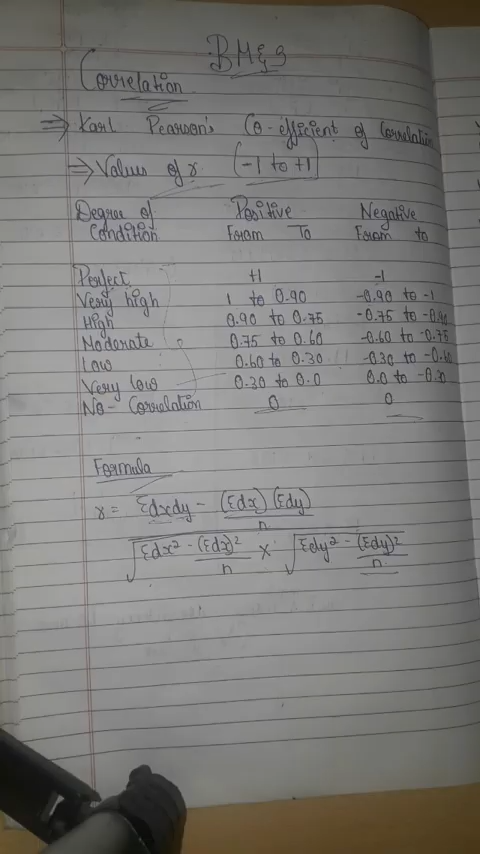 BM&S
Correlation
⇒ Karl Pearson's Co-efficient of Correlation
⇒ Values of r (-1 to +1)
Degree of Positive Negative
Condition From To From to
Perfect +1 -1
Very high 1 to 0.90 -0.90 to -1
High 0.90 to 0.75 -0.75 to -0.90
Moderate 0.75 to 0.60 -0.60 to -0.75
Low 0.60 to 0.30 -0.30 to -0.60
Very low 0.30 to 0.0 0.0 to -0.30
No-Correlation 0 0
Formula
r = Σdxdy - (Σdx) (Σdy)
n
√Σdx² - (Σdx)² × √Σdy² - (Σdy)²
n n